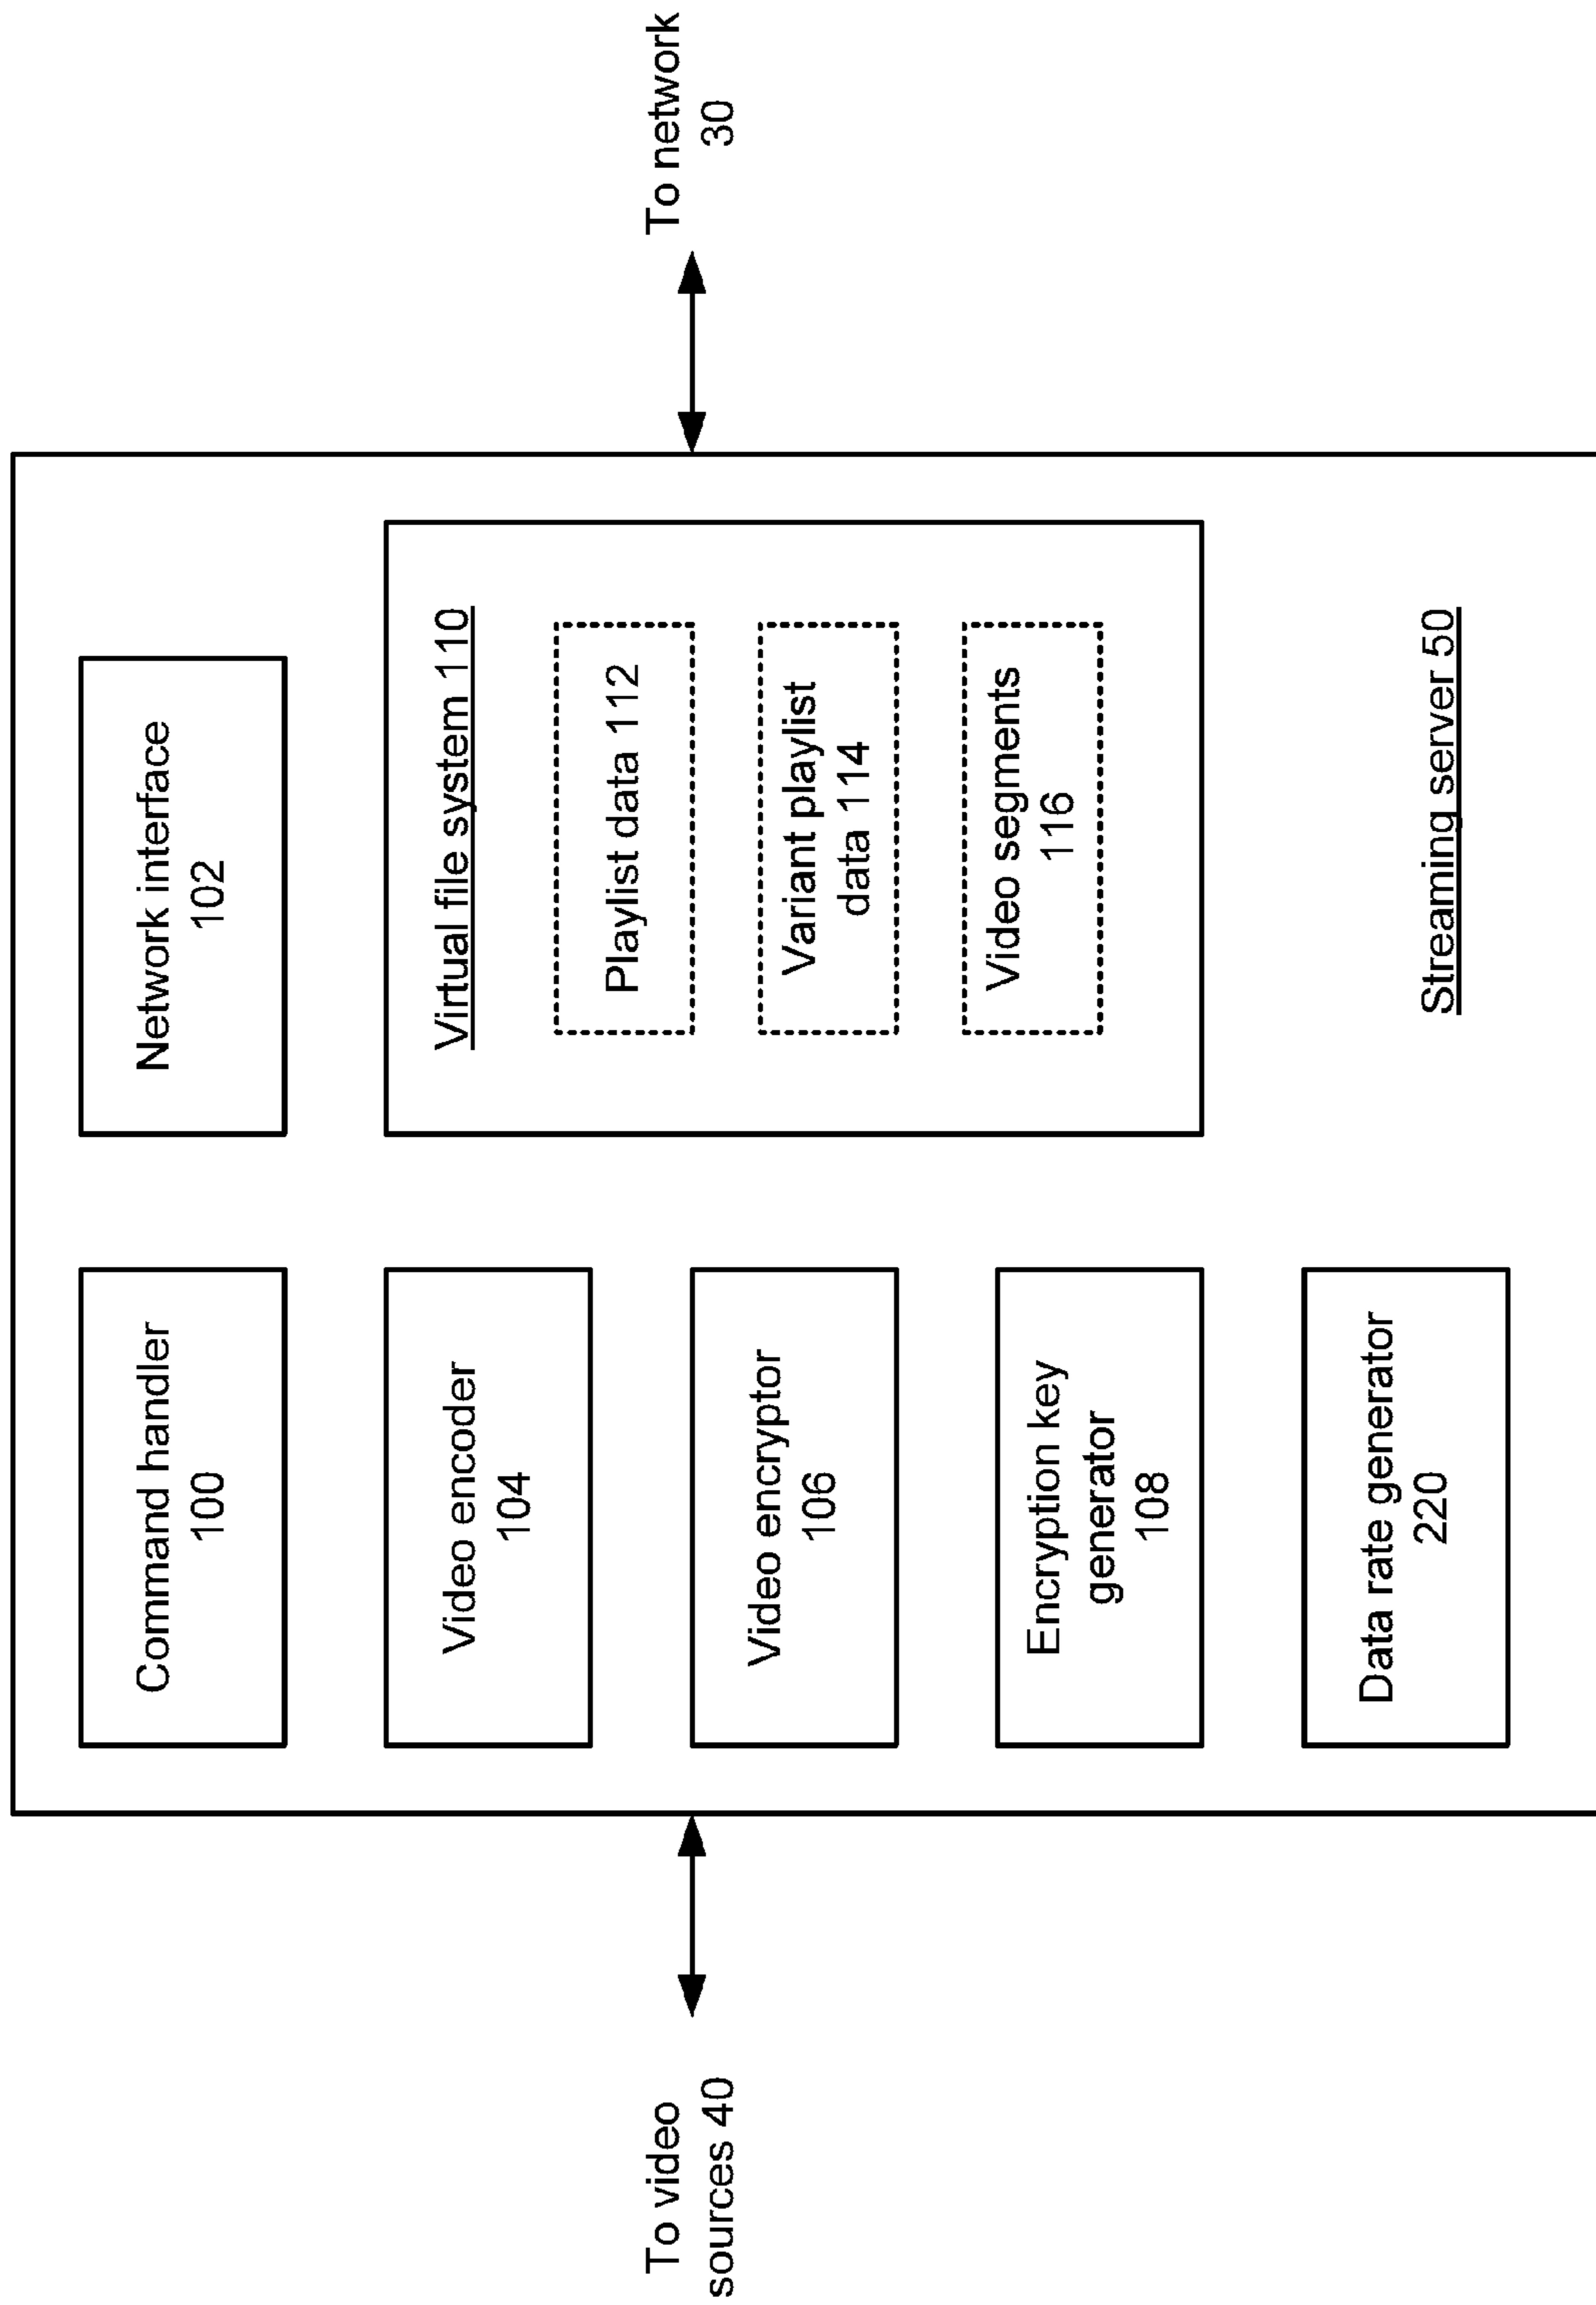 Command handler
100
Network interface
102
Video encoder
104
Virtual file system 110
Playlist data 112
Variant playlist
data 114
Video segments
116
Video encryptor
106
Encryption key
generator
108
Data rate generator
220
Streaming server 50
To video
sources 40
To network
30